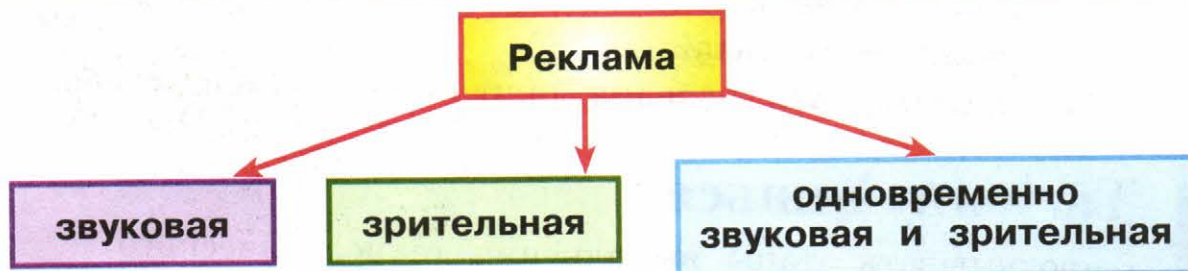 Реклама
звуковая
зрительная
одновременно
звуковая и зрительная